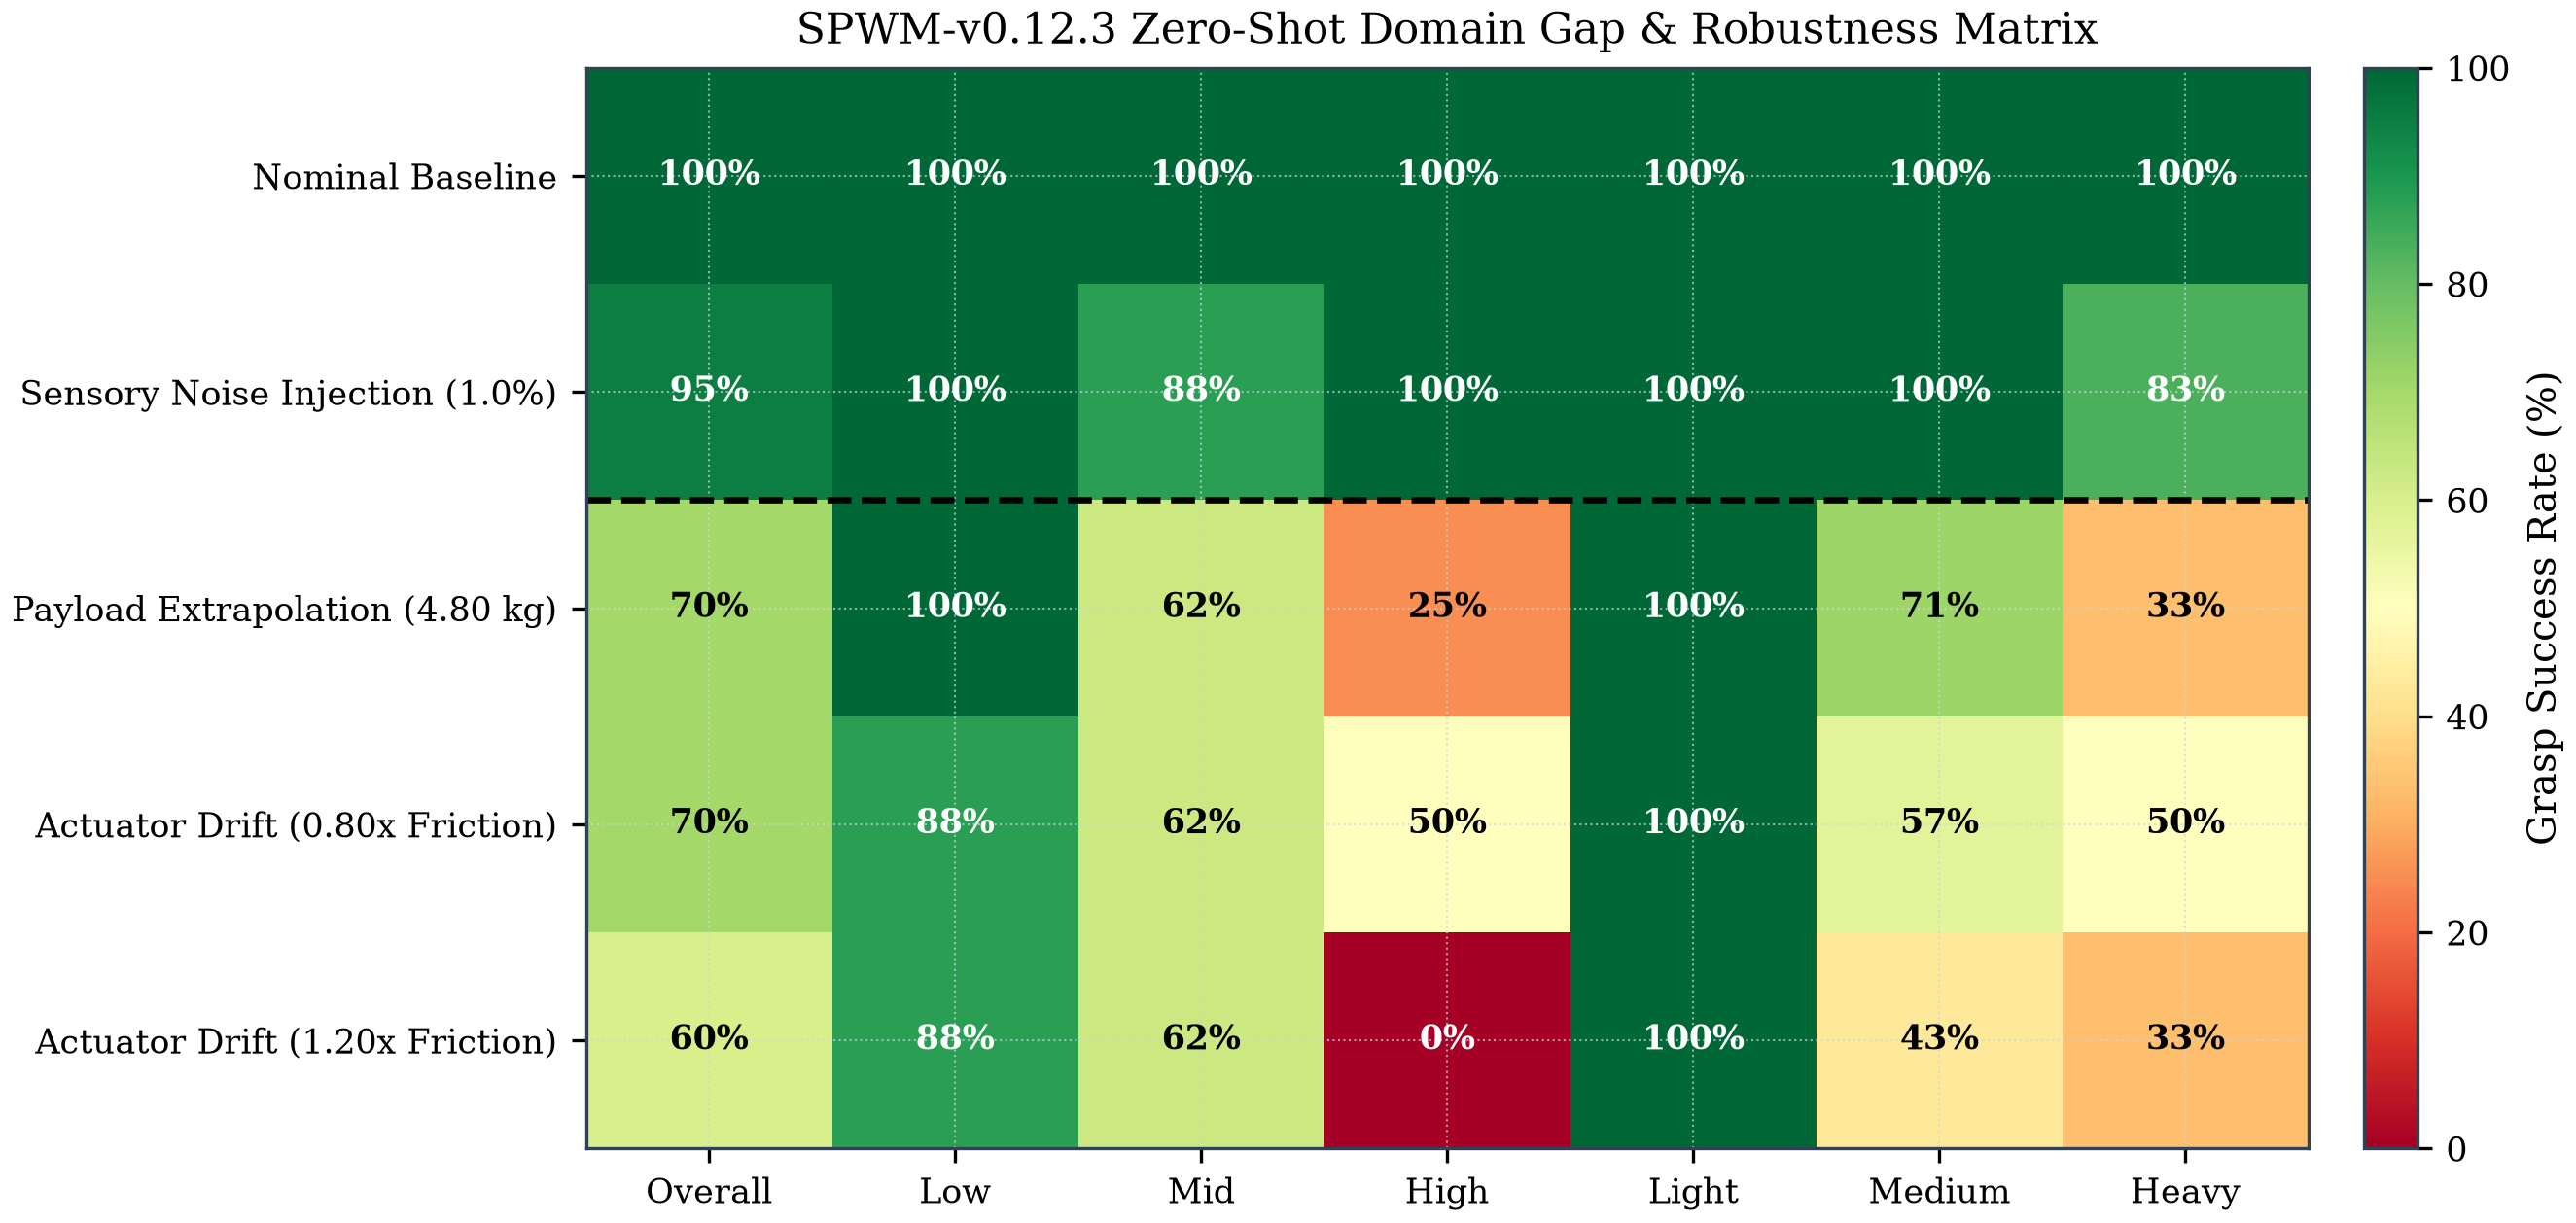 SPWM-v0.12.3 Zero-Shot Domain Gap & Robustness Matrix
Nominal Baseline
100% 100% 100% 100% 100% 100% 100%
Sensory Noise Injection (1.0%)
95% 100% 88% 100% 100% 100% 83%
Payload Extrapolation (4.80 kg)
70% 100% 62% 25% 100% 71% 33%
Actuator Drift (0.80x Friction)
70% 88% 62% 50% 100% 57% 50%
Actuator Drift (1.20x Friction)
60% 88% 62% 0% 100% 43% 33%
Overall Low Mid High Light Medium Heavy
100
80
60
40
20
0
Grasp Success Rate (%)